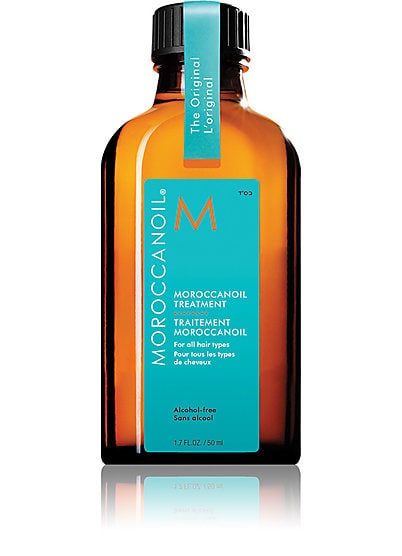 The Original
L'original
MOROCCANOIL®
M
MOROCCANOIL
TREATMENT
TRAITEMENT
MOROCCANOIL
For all hair types
Pour tous les types
de cheveux
Alcohol-free
Sans alcool
1.7 FL.OZ. / 50 ml